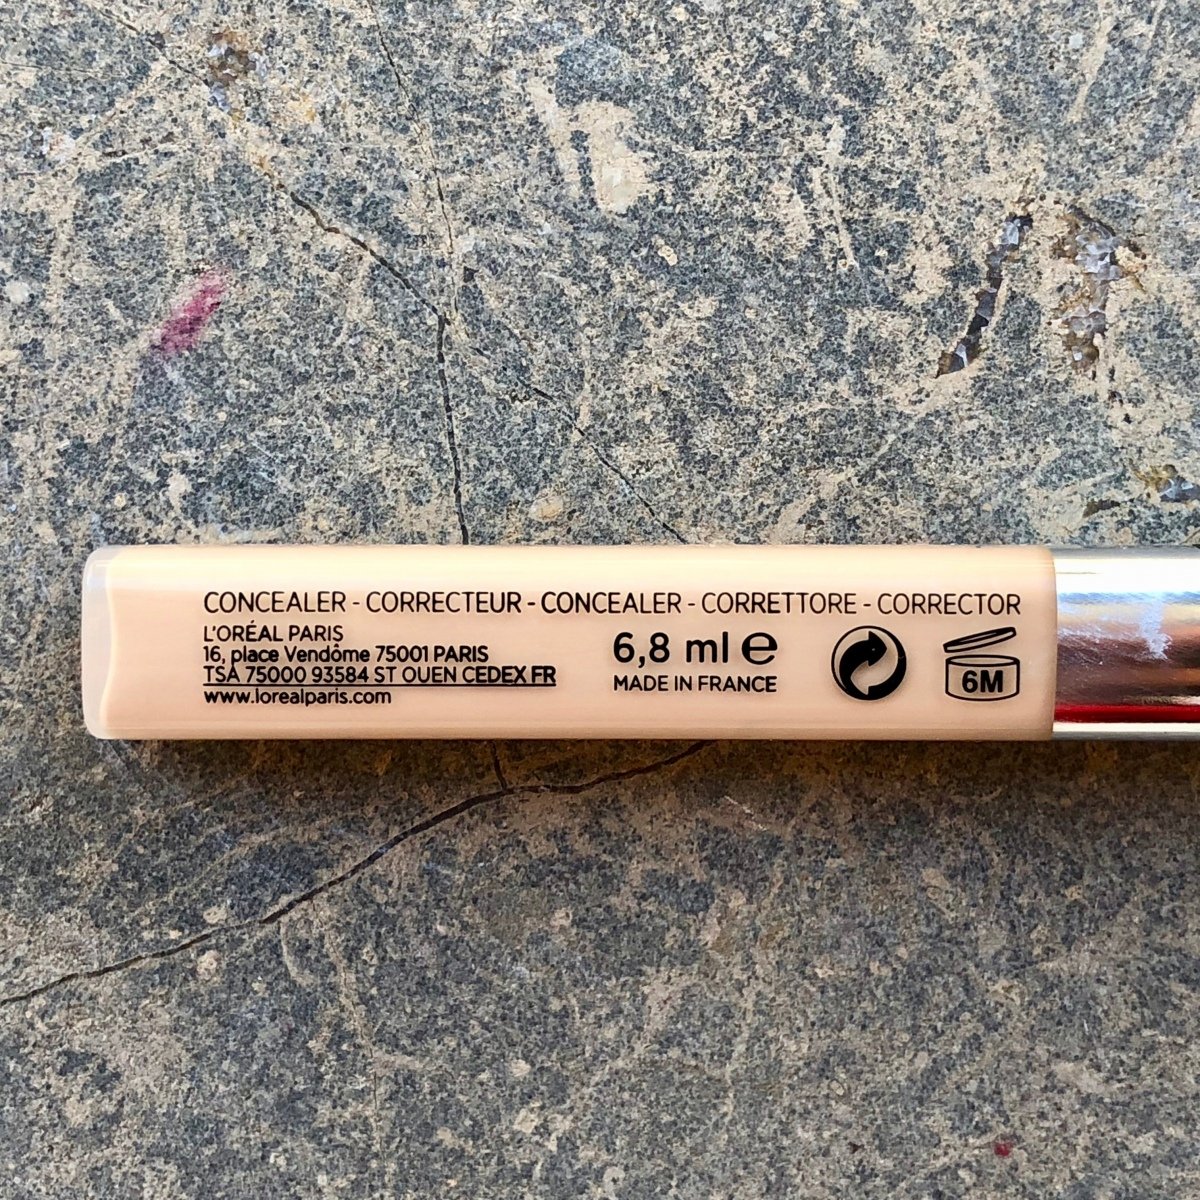 CONCEALER - CORRECTEUR - CONCEALER - CORRETTORE - CORRECTOR
L'ORÉAL PARIS
16, place Vendôme 75001 PARIS
TSA 75000 93584 ST OUEN CEDEX FR
www.lorealparis.com
6,8 ml e
MADE IN FRANCE
6M